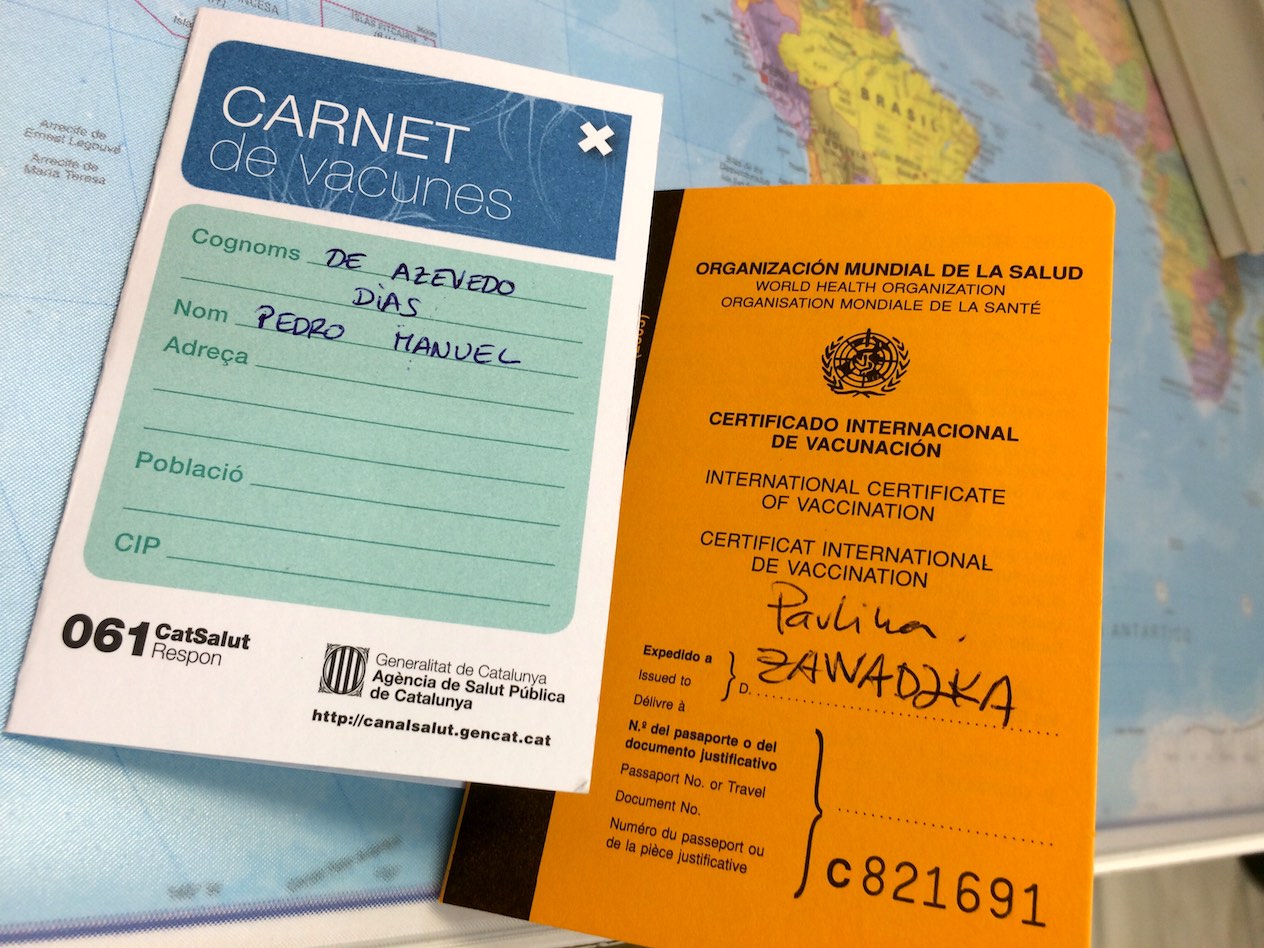 CARNET
de vacunes
Cognoms DE AZEVEDO
DIAS
Nom PEDRO MANUEL
Adreça
Població
CIP
061 CatSalut
Respon
Generalitat de Catalunya
Agència de Salut Pública
de Catalunya
http://canalsalut.gencat.cat
ORGANIZACIÓN MUNDIAL DE LA SALUD
WORLD HEALTH ORGANIZATION
ORGANISATION MONDIALE DE LA SANTÉ
CERTIFICADO INTERNACIONAL
DE VACUNACIÓN
INTERNATIONAL CERTIFICATE
OF VACCINATION
CERTIFICAT INTERNATIONAL
DE VACCINATION
Paulina.
Expedido a
Issued to
D. ZAWADZKA
Délivre à
N.º del pasaporte o del
documento justificativo
Passaport No. or Travel
Document No.
Numéro du passeport ou
de la pièce justificative
C821691
Arrecife de
Ernest Legouvé
Arrecife de
María Teresa
BRASIL
ANTÁRTICO